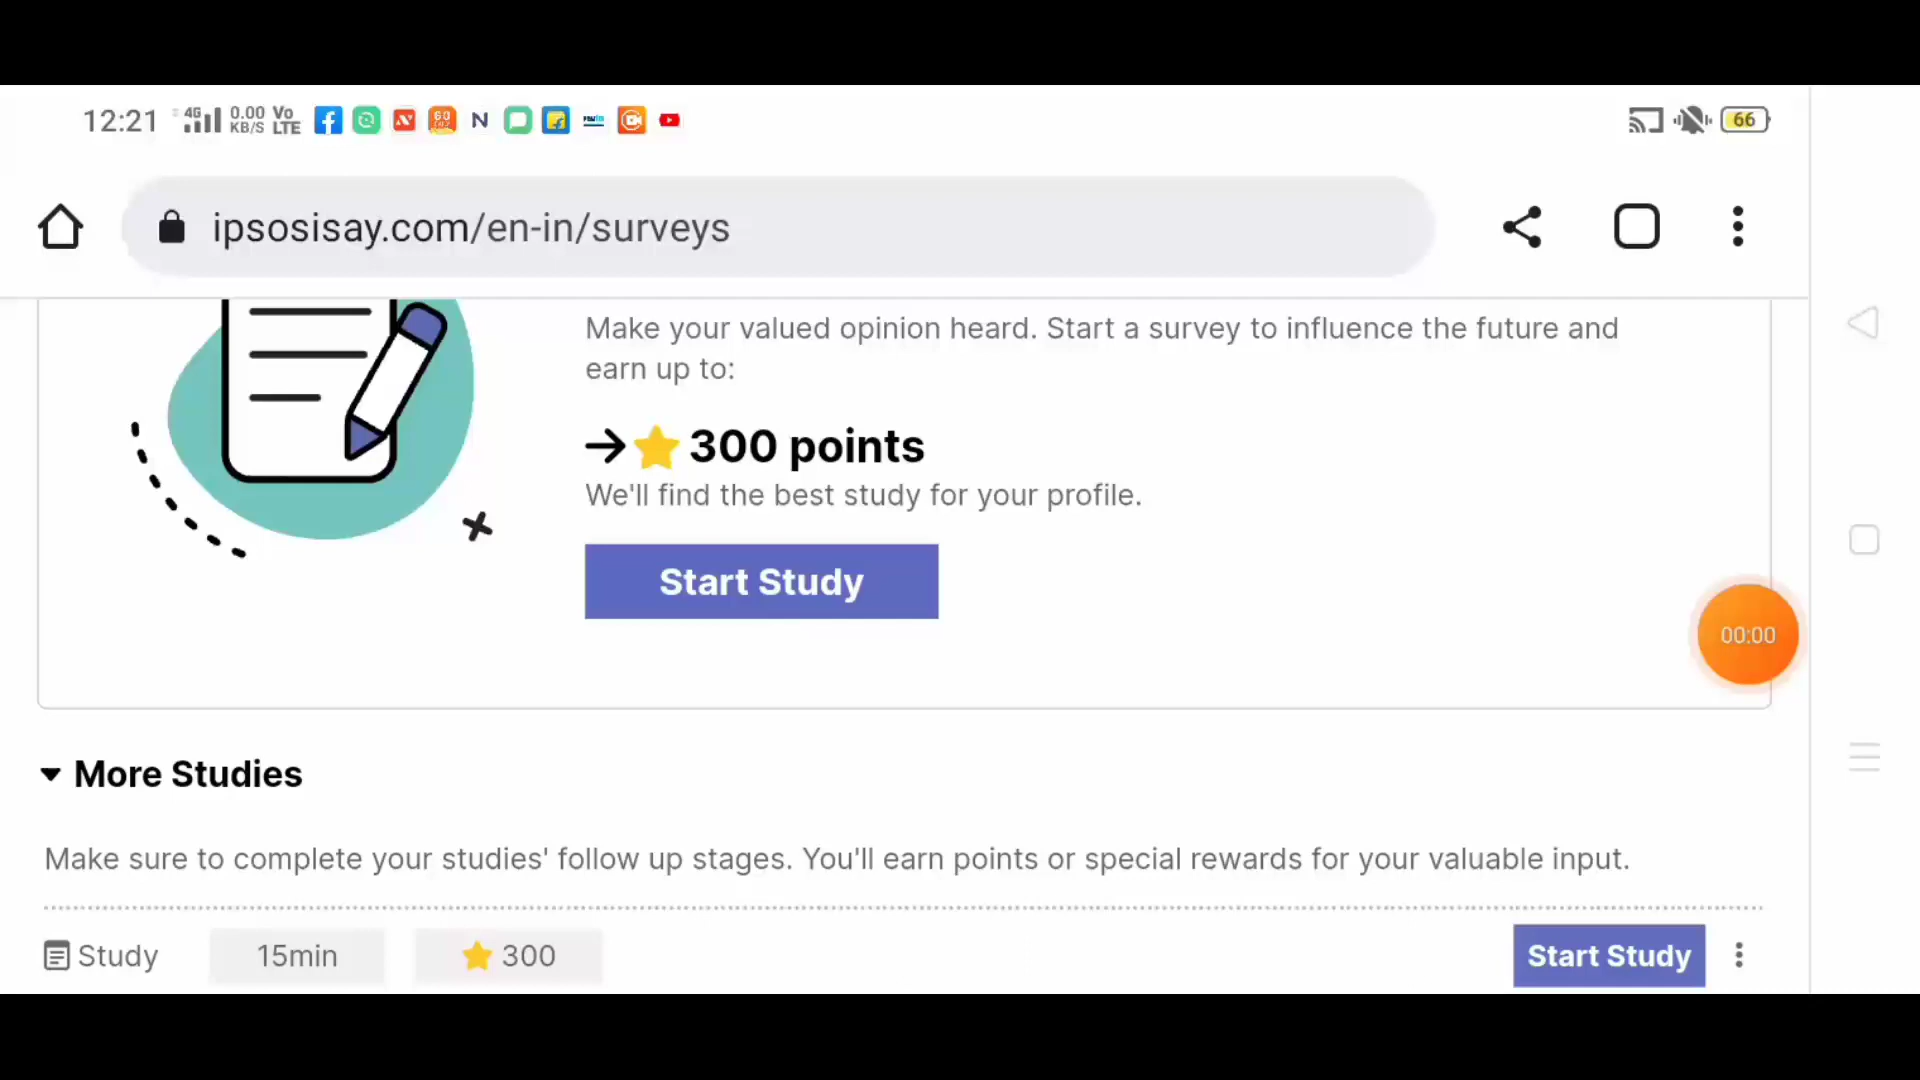 12:21 4G 0.00 KB/S Vo LTE 66
ipsosisay.com/en-in/surveys
Make your valued opinion heard. Start a survey to influence the future and
earn up to:
300 points
We'll find the best study for your profile.
Start Study
00:00
More Studies
Make sure to complete your studies' follow up stages. You'll earn points or special rewards for your valuable input.
Study 15min 300 Start Study